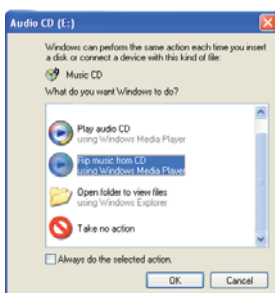 Audio CD (E:)
Windows can perform the same action each time you insert
a disk or connect a device with this kind of file:
Music CD
What do you want Windows to do?
Play audio CD
using Windows Media Player
Rip music from CD
using Windows Media Player
Open folder to view files
using Windows Explorer
Take no action
Always do the selected action.
OK
Cancel